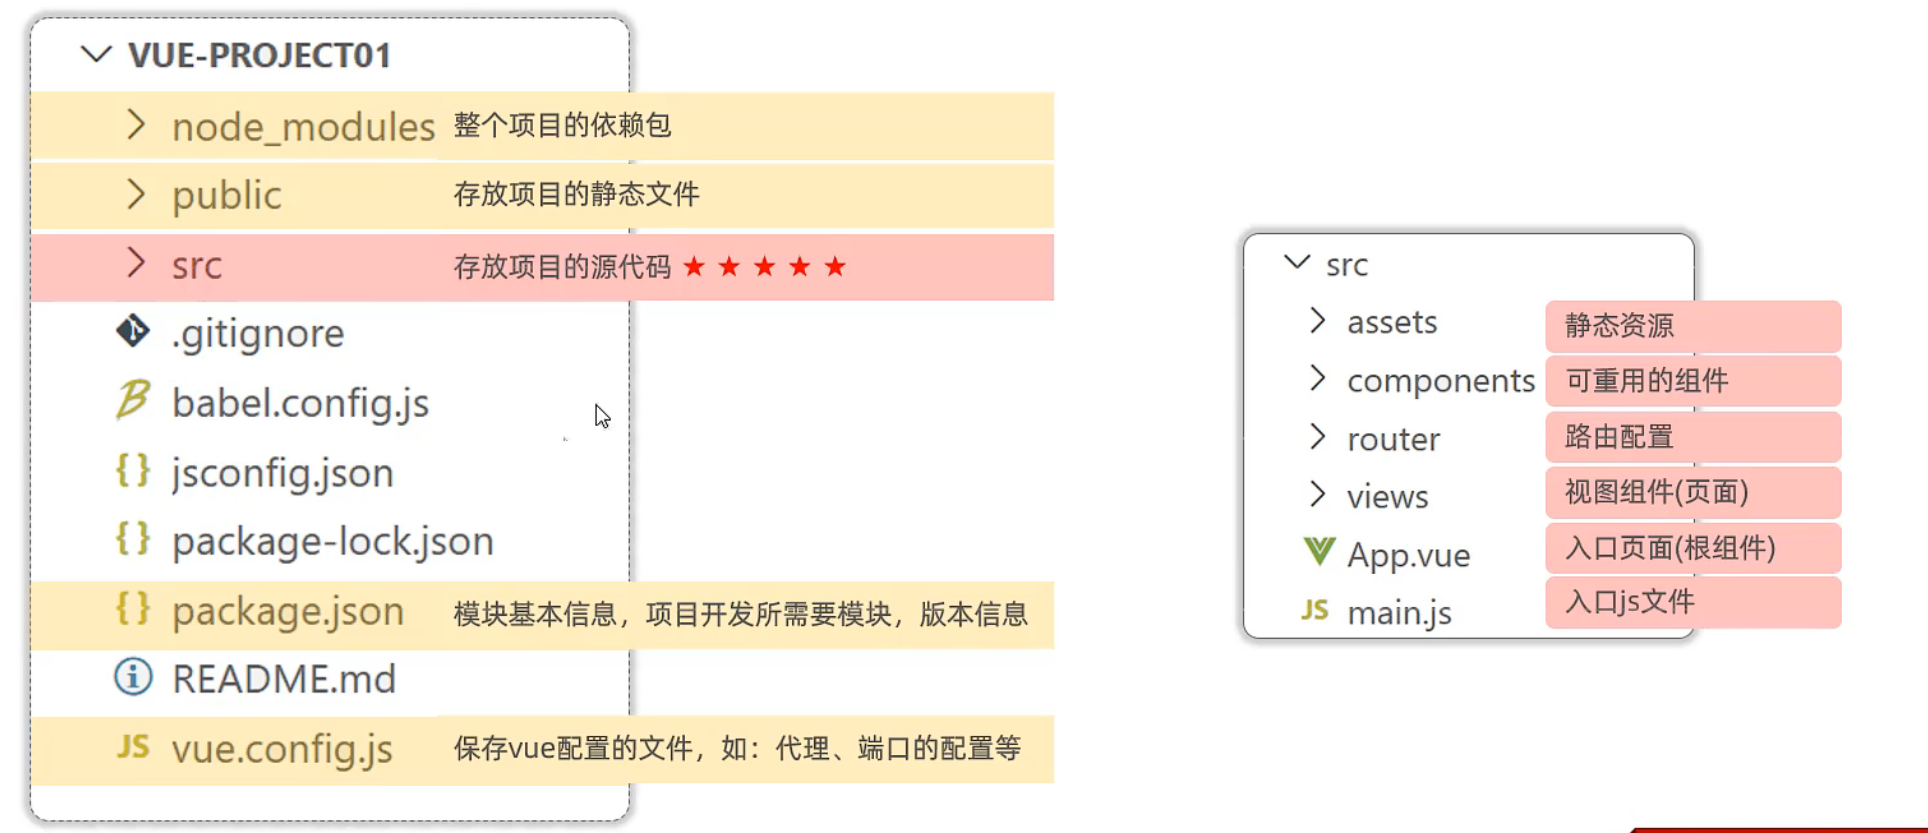 VUE-PROJECT01
node_modules 整个项目的依赖包
public 存放项目的静态文件
src 存放项目的源代码 ★ ★ ★ ★ ★
.gitignore
babel.config.js
jsconfig.json
package-lock.json
package.json 模块基本信息，项目开发所需要模块，版本信息
README.md
JS vue.config.js 保存vue配置的文件，如：代理、端口的配置等
src
assets 静态资源
components 可重用的组件
router 路由配置
views 视图组件(页面)
App.vue 入口页面(根组件)
JS main.js 入口js文件